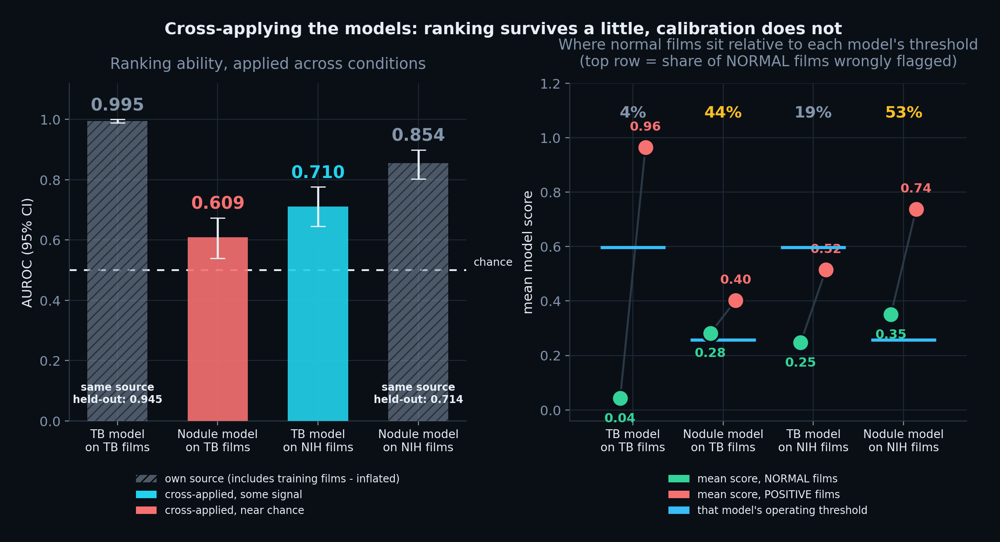 Cross-applying the models: ranking survives a little, calibration does not
Ranking ability, applied across conditions
AUROC (95% CI)
1.0
0.8
0.6
0.4
0.2
0.0
0.995
0.609
0.710
0.854
chance
same source
held-out: 0.945
same source
held-out: 0.714
TB model
on TB films
Nodule model
on TB films
TB model
on NIH films
Nodule model
on NIH films
own source (includes training films - inflated)
cross-applied, some signal
cross-applied, near chance
Where normal films sit relative to each model's threshold
(top row = share of NORMAL films wrongly flagged)
mean model score
1.2
1.0
0.8
0.6
0.4
0.2
0.0
4%
44%
19%
53%
0.96
0.04
0.40
0.28
0.52
0.25
0.74
0.35
TB model
on TB films
Nodule model
on TB films
TB model
on NIH films
Nodule model
on NIH films
mean score, NORMAL films
mean score, POSITIVE films
that model's operating threshold